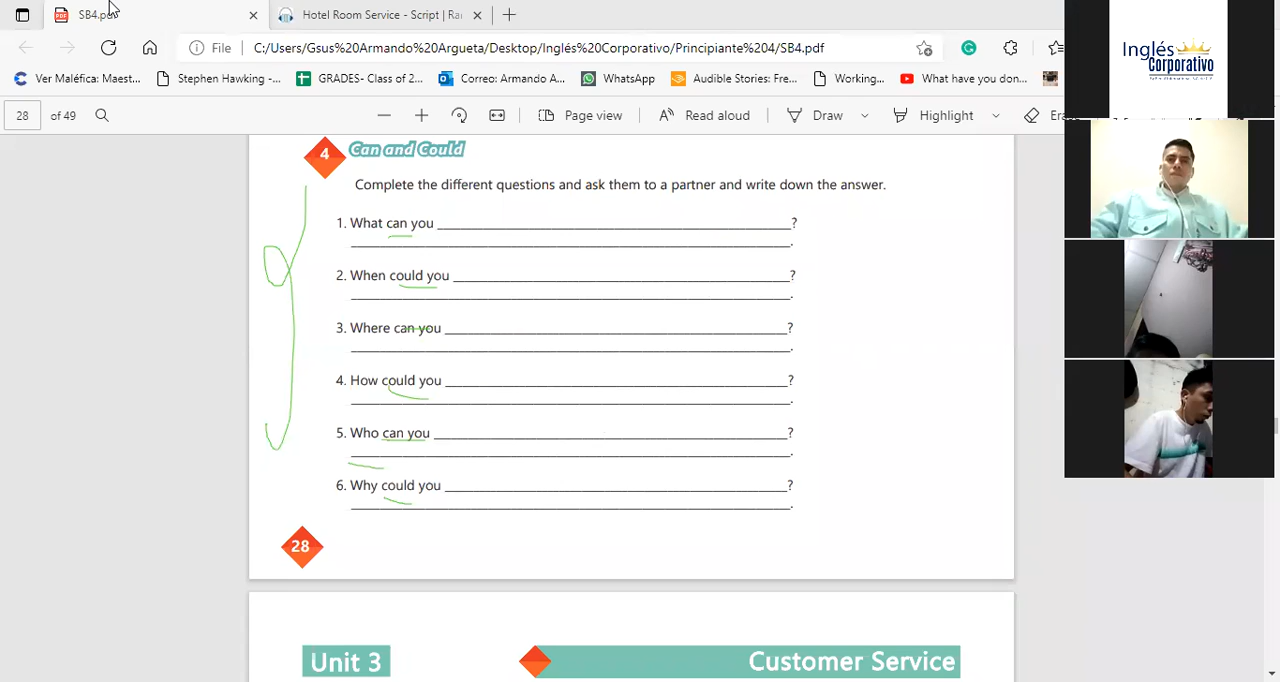 SB4.pdf
Hotel Room Service - Script | Ra
File C:/Users/Gsus%20Armando%20Argueta/Desktop/Inglés%20Corporativo/Principiante%204/SB4.pdf
Ver Maléfica: Maest... Stephen Hawking -... GRADES- Class of 2... Correo: Armando A... WhatsApp Audible Stories: Fre... Working... What have you don...
28 of 49 Page view Read aloud Draw Highlight
4 Can and Could
Complete the different questions and ask them to a partner and write down the answer.
1. What can you ?
.
2. When could you ?
.
3. Where can you ?
.
4. How could you ?
.
5. Who can you ?
.
6. Why could you ?
.
28
Unit 3 Customer Service
Inglés
Corporativo